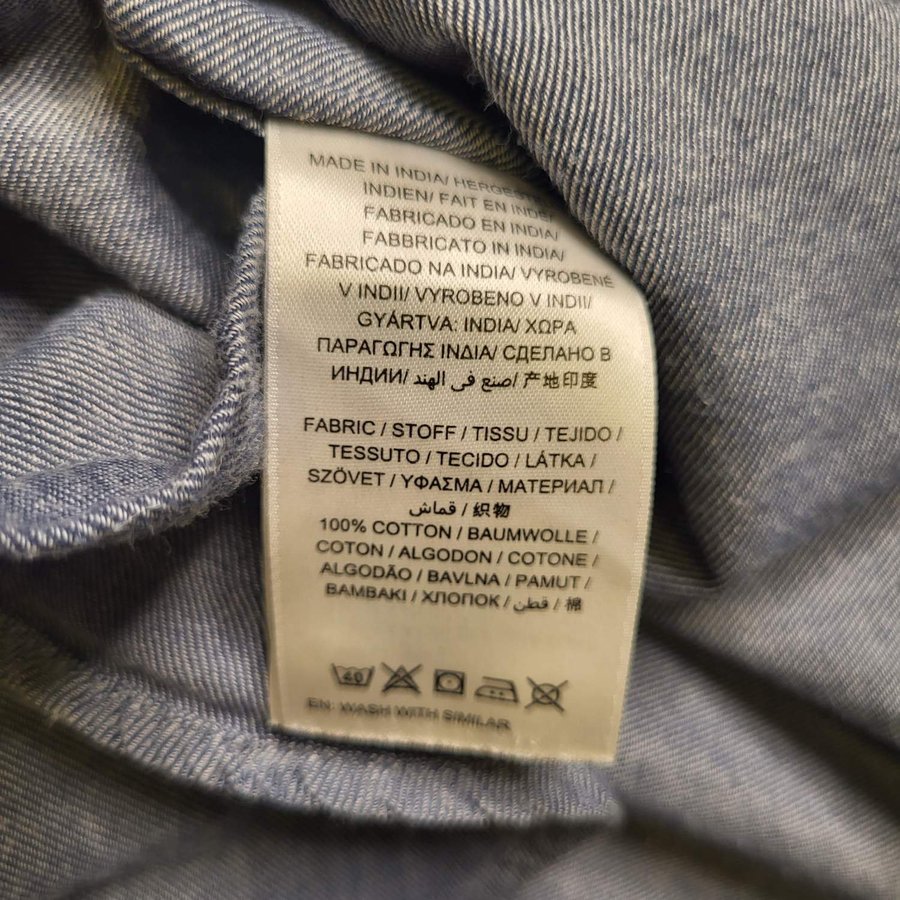 MADE IN INDIA/
INDIEN/ FAIT EN INDE/
FABRICADO EN INDIA/
FABBRICATO IN INDIA/
FABRICADO NA INDIA/ VYROBENÉ
V INDII/ VYROBENO V INDII/
GYÁRTVA: INDIA/ ΧΩΡΑ
ΠΑΡΑΓΩΓΗΣ ΙΝΔΙΑ/ СДЕЛАНО В
ИНДИИ/ صنع في الهند/ 产地印度
FABRIC / STOFF / TISSU / TEJIDO /
TESSUTO / TECIDO / LÁTKA /
SZÖVET / ΥΦΑΣΜΑ / МАТЕРИАЛ /
قماش / 织物
100% COTTON / BAUMWOLLE /
COTON / ALGODON / COTONE /
ALGODÃO / BAVLNA / PAMUT /
ΒΑΜΒΑΚΙ / ХЛОПОК / قطن / 棉
40
EN: WASH WITH SIMILAR